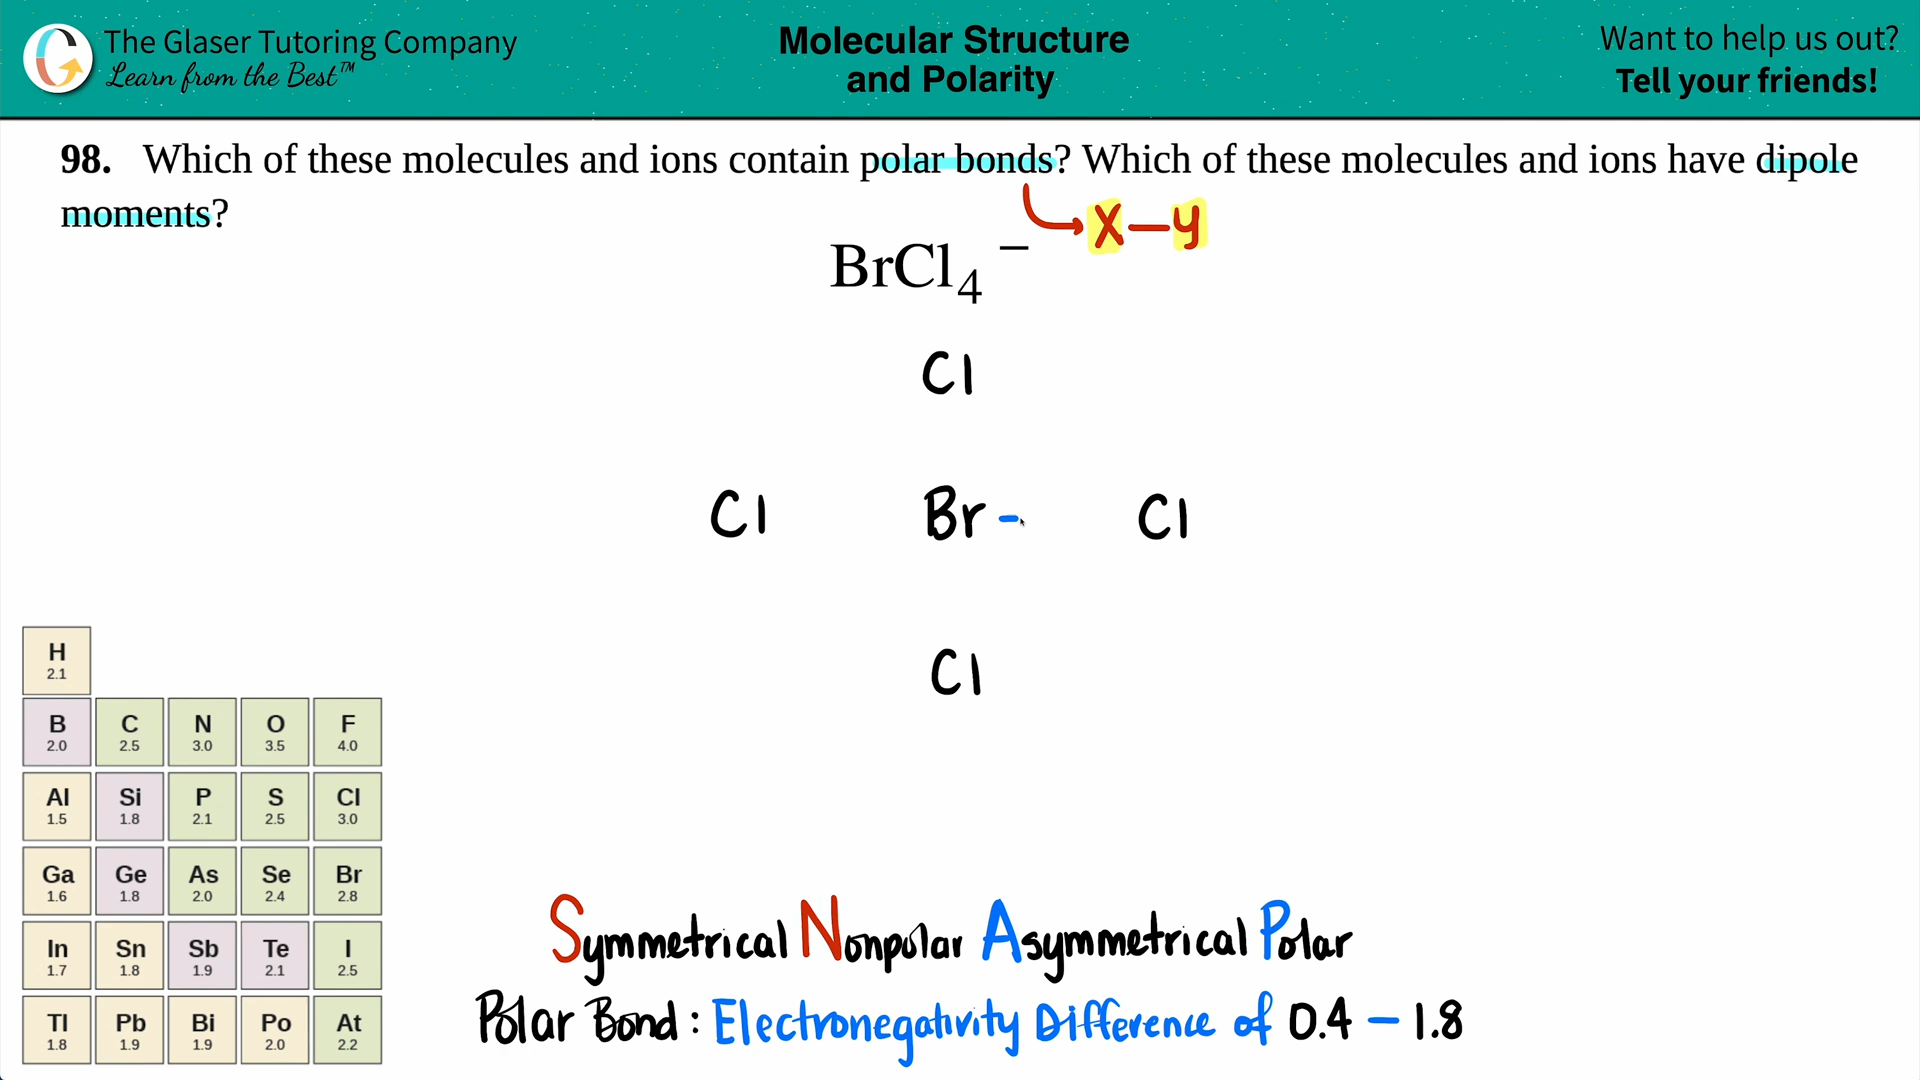 The Glaser Tutoring Company
Learn from the Best™
Molecular Structure
and Polarity
Want to help us out?
Tell your friends!
98. Which of these molecules and ions contain polar bonds? Which of these molecules and ions have dipole
moments?
X — y
BrCl₄⁻
Cl
Cl Br - Cl
Cl
H
2.1
B C N O F
2.0 2.5 3.0 3.5 4.0
Al Si P S Cl
1.5 1.8 2.1 2.5 3.0
Ga Ge As Se Br
1.6 1.8 2.0 2.4 2.8
In Sn Sb Te I
1.7 1.8 1.9 2.1 2.5
Tl Pb Bi Po At
1.8 1.9 1.9 2.0 2.2
Symmetrical Nonpolar Asymmetrical Polar
Polar Bond: Electronegativity Difference of 0.4 – 1.8